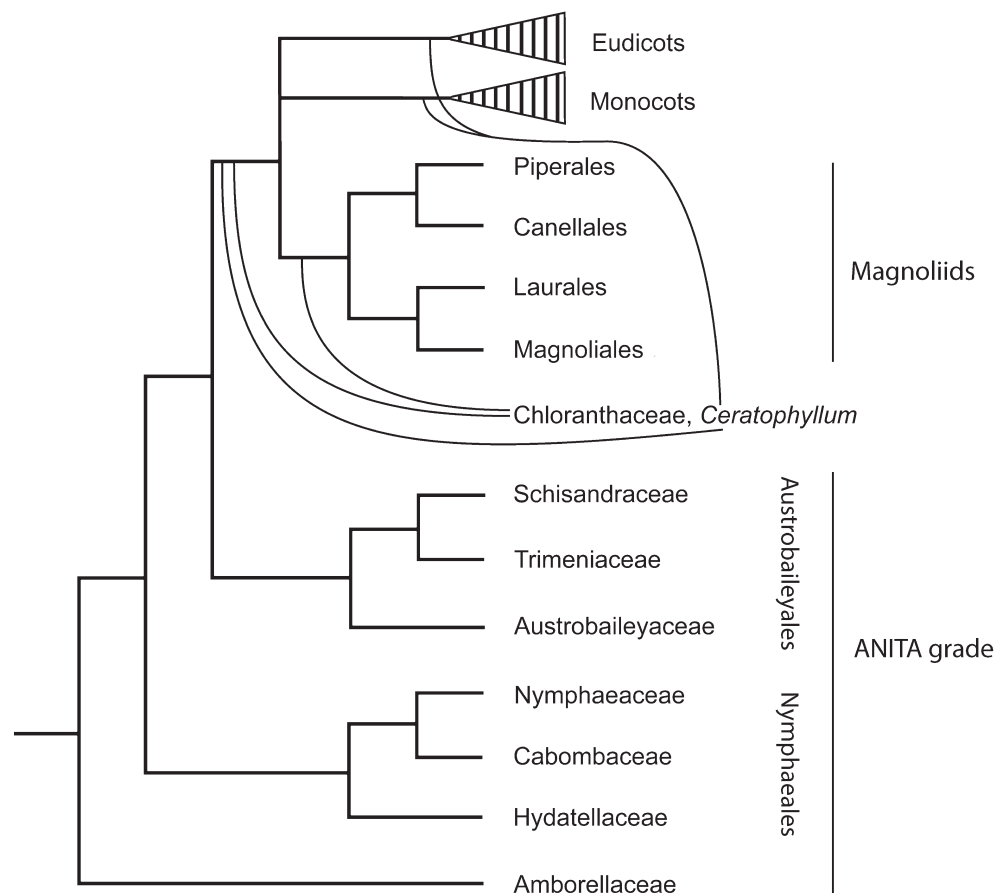 Eudicots
Monocots
Piperales
Canellales
Laurales
Magnoliales
Magnoliids
Chloranthaceae, Ceratophyllum
Schisandraceae
Trimeniaceae
Austrobaileyaceae
Austrobaileyales
ANITA grade
Nymphaeaceae
Cabombaceae
Hydatellaceae
Nymphaeales
Amborellaceae